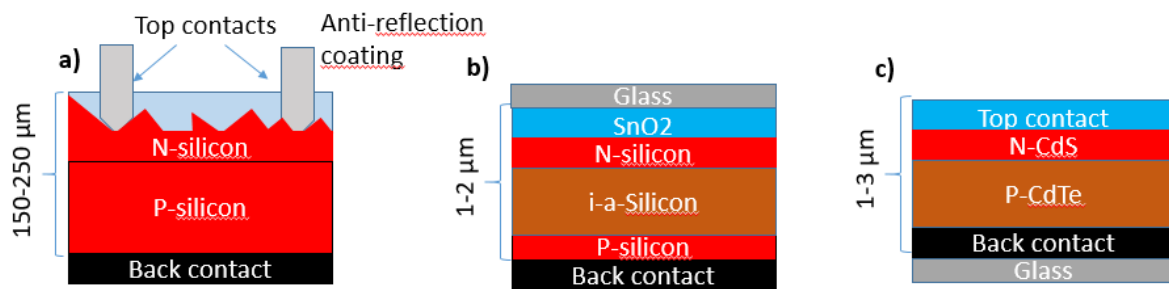 a)
Top contacts
Anti-reflection
coating
150-250 μm
N-silicon
P-silicon
Back contact
b)
1-2 μm
Glass
SnO2
N-silicon
i-a-Silicon
P-silicon
Back contact
c)
1-3 μm
Top contact
N-CdS
P-CdTe
Back contact
Glass